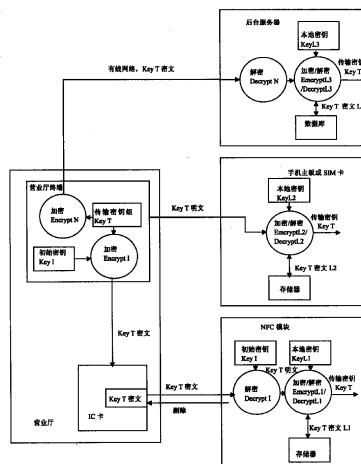 后台服务器
本地密钥
KeyL3
解密
Decrypt N
加密/解密
EmcryptL3
/DecryptL3
传输密钥
Key T
Key T 密文 L
数据库
有线网络，Key T 密文
手机主板或 SIM 卡
本地密钥
KeyL2
加密/解密
EmcryptL2/
DecryptL2
传输密钥
Key T
Key T 密文 L2
存储器
Key T 明文
营业厅终端
加密
Encrypt N
传输密钥组
Key T
初始密钥
Key I
加密
Encrypt I
Key T 密文
Key T 密文
IC 卡
营业厅
Key T 密文
删除
NFC 模块
初始密钥
Key I
本地密钥
KeyL1
Key T 明文
解密
Decrypt I
加密/解密
EmcryptL1/
DecryptL1
传输密钥
Key T
Key T 密文 L1
存储器